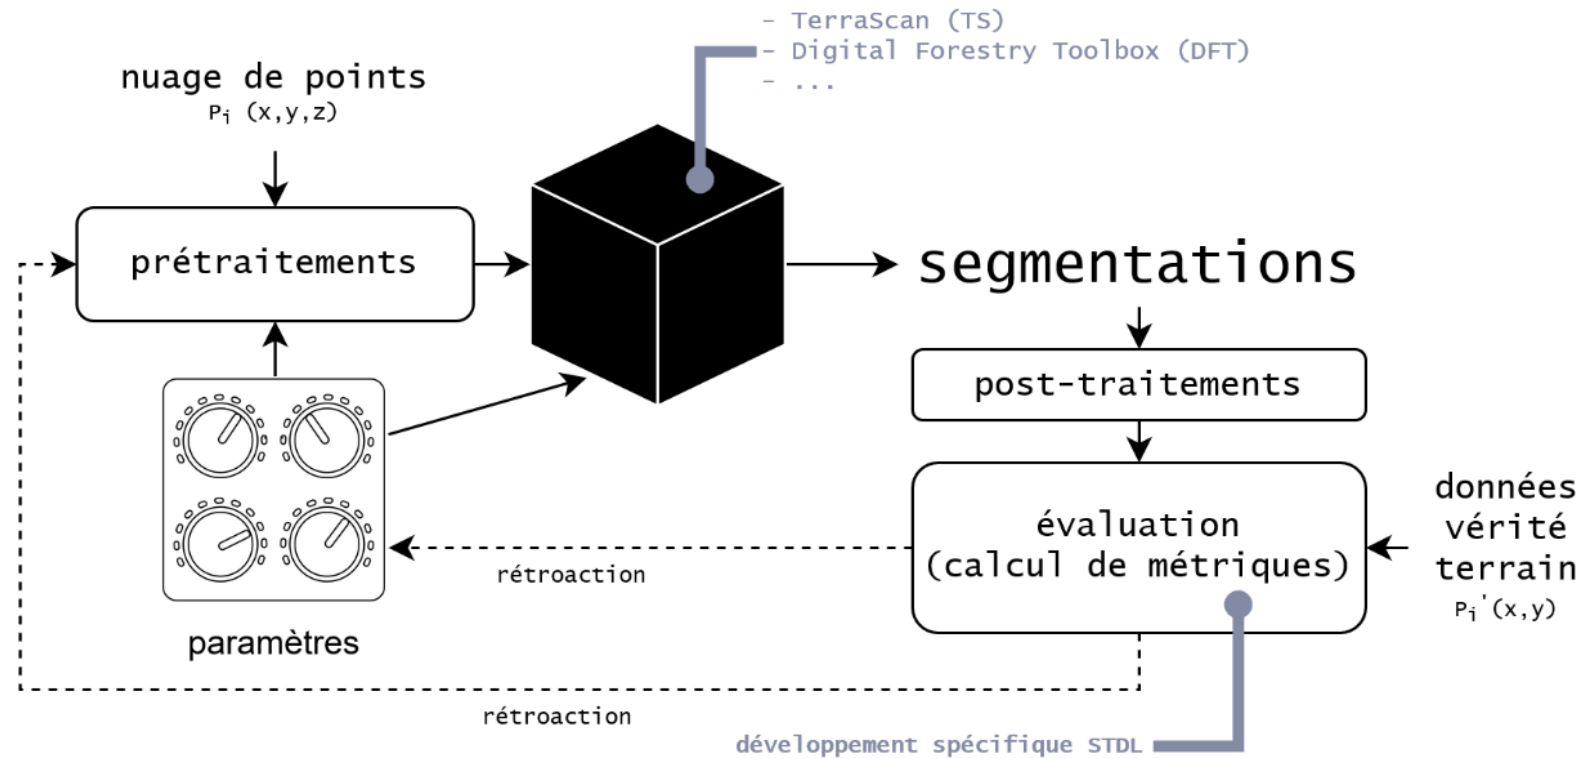 – TerraScan (TS)
– Digital Forestry Toolbox (DFT)
– ...
nuage de points
Pi (x,y,z)
prétraitements
segmentations
post-traitements
évaluation
(calcul de métriques)
données
vérité
terrain
Pi'(x,y)
rétroaction
paramètres
rétroaction
développement spécifique STDL